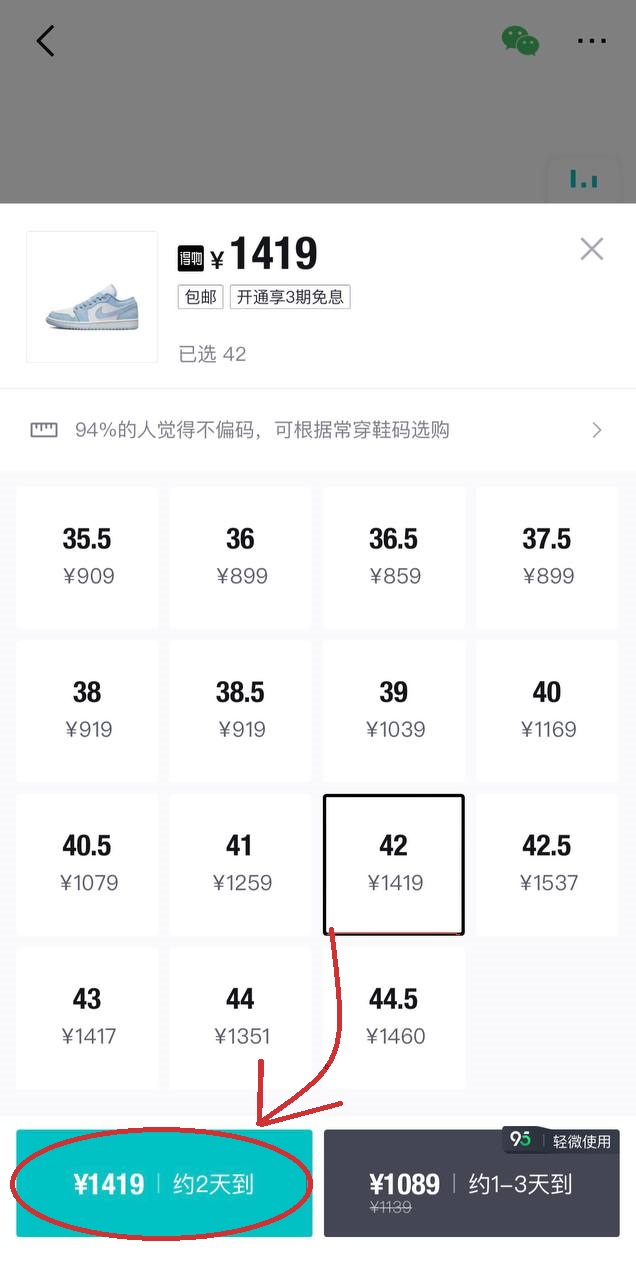 得物 ¥1419
包邮 开通享3期免息
已选 42
94%的人觉得不偏码，可根据常穿鞋码选购
35.5 36 36.5 37.5
¥909 ¥899 ¥859 ¥899
38 38.5 39 40
¥919 ¥919 ¥1039 ¥1169
40.5 41 42 42.5
¥1079 ¥1259 ¥1419 ¥1537
43 44 44.5
¥1417 ¥1351 ¥1460
95 轻微使用
¥1419 约2天到 ¥1089 约1-3天到
¥1139